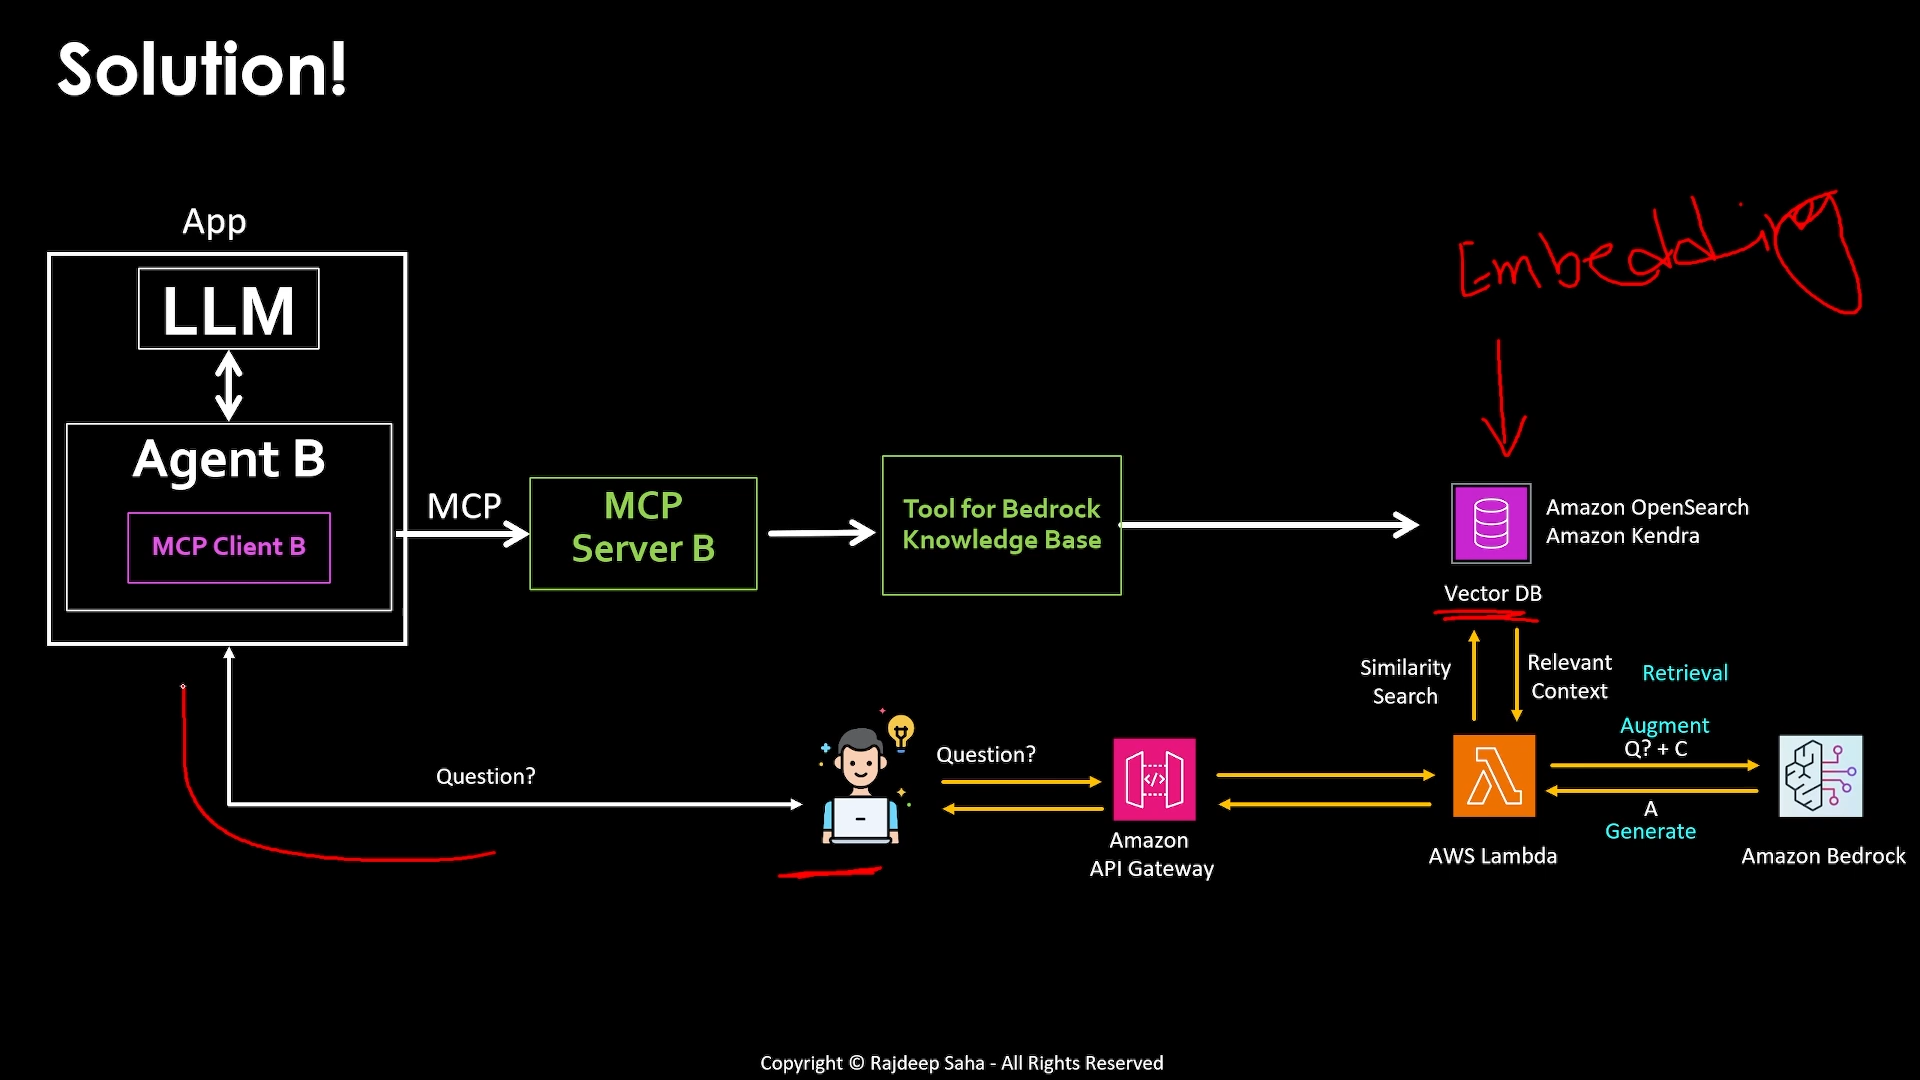 Solution!
App
LLM
Agent B
MCP Client B
MCP
MCP
Server B
Tool for Bedrock
Knowledge Base
Embedding
Amazon OpenSearch
Amazon Kendra
Vector DB
Similarity
Search
Relevant
Context
Retrieval
Augment
Q? + C
A
Generate
Question?
Question?
Amazon
API Gateway
AWS Lambda
Amazon Bedrock
Copyright © Rajdeep Saha - All Rights Reserved